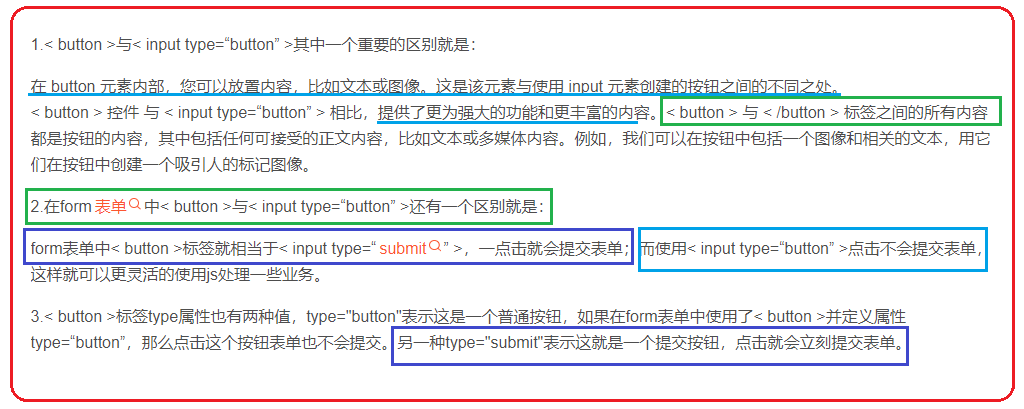 1.< button >与< input type=“button” >其中一个重要的区别就是：
在 button 元素内部，您可以放置内容，比如文本或图像。这是该元素与使用 input 元素创建的按钮之间的不同之处。
< button > 控件 与 < input type=“button” > 相比，提供了更为强大的功能和更丰富的内容。< button > 与 < /button > 标签之间的所有内容
都是按钮的内容，其中包括任何可接受的正文内容，比如文本或多媒体内容。例如，我们可以在按钮中包括一个图像和相关的文本，用它
们在按钮中创建一个吸引人的标记图像。
2.在form 表单 中< button >与< input type=“button” >还有一个区别就是：
form表单中< button >标签就相当于< input type=“ submit ” >，一点击就会提交表单；而使用< input type=“button” >点击不会提交表单，
这样就可以更灵活的使用js处理一些业务。
3.< button >标签type属性也有两种值，type="button"表示这是一个普通按钮，如果在form表单中使用了< button >并定义属性
type=“button”，那么点击这个按钮表单也不会提交。另一种type="submit"表示这就是一个提交按钮，点击就会立刻提交表单。